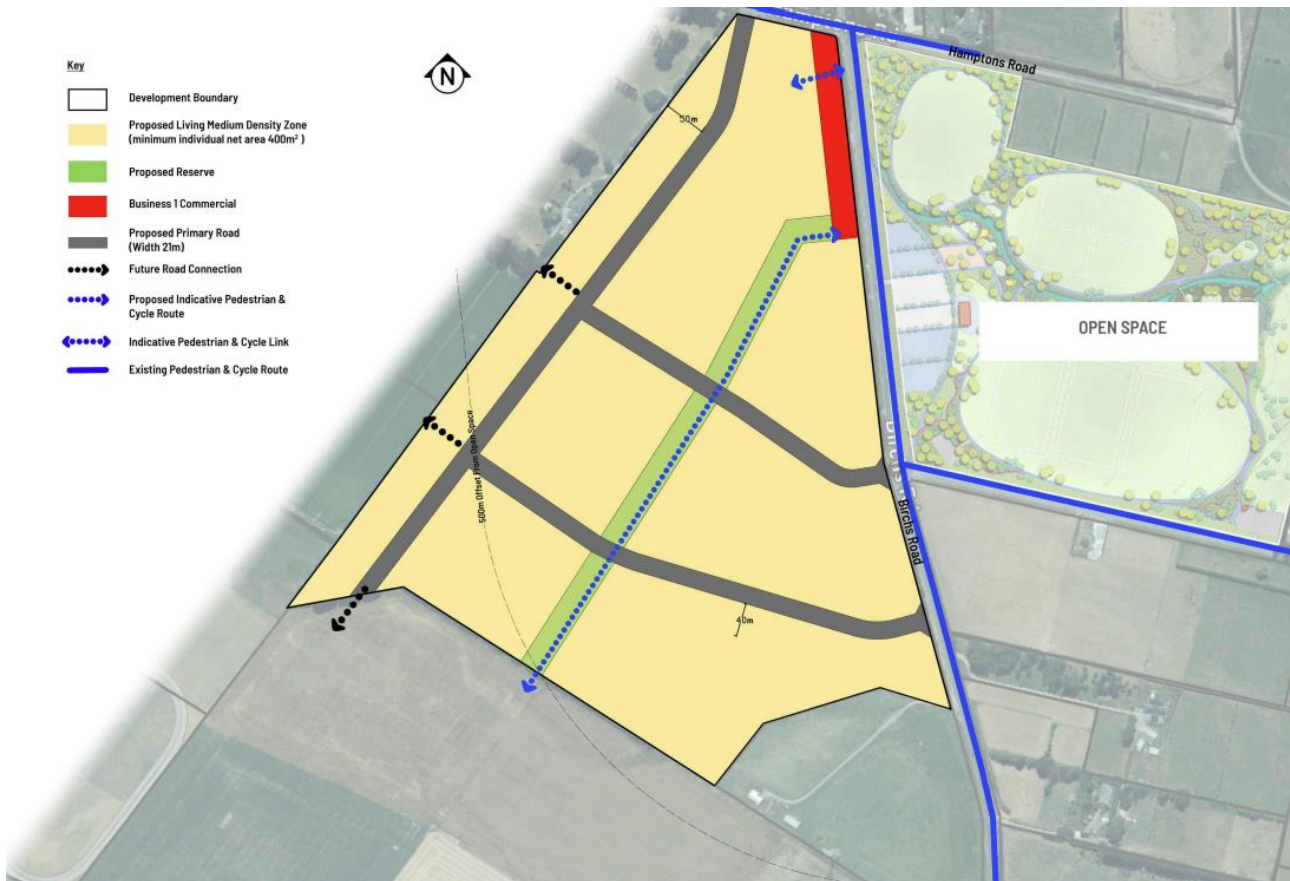 Key
Development Boundary
Proposed Living Medium Density Zone
(minimum individual net area 400m²)
Proposed Reserve
Business 1 Commercial
Proposed Primary Road
(Width 21m)
Future Road Connection
Proposed Indicative Pedestrian &
Cycle Route
Indicative Pedestrian & Cycle Link
Existing Pedestrian & Cycle Route
N
Hamptons Road
50m
OPEN SPACE
500m Offset From Open Space
Birchs Road
40m